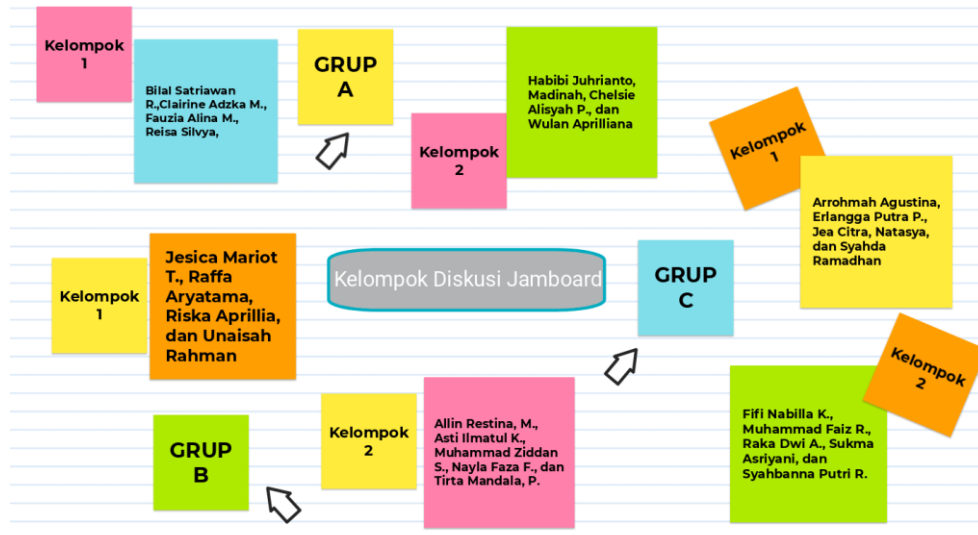 Kelompok
1
Bilal Satriawan
R.,Clairine Adzka M.,
Fauzia Alina M.,
Reisa Silvya,
GRUP
A
Kelompok
2
Habibi Juhrianto,
Madinah, Chelsie
Alisyah P., dan
Wulan Aprilliana
Kelompok
1
Arrohmah Agustina,
Erlangga Putra P.,
Jea Citra, Natasya,
dan Syahda
Ramadhan
Kelompok
1
Jesica Mariot
T., Raffa
Aryatama,
Riska Aprillia,
dan Unaisah
Rahman
Kelompok Diskusi Jamboard
GRUP
C
GRUP
B
Kelompok
2
Allin Restina, M.,
Asti Ilmatul K.,
Muhammad Ziddan
S., Nayla Faza F., dan
Tirta Mandala, P.
Kelompok
2
Fifi Nabilla K.,
Muhammad Faiz R.,
Raka Dwi A., Sukma
Asriyani, dan
Syahbanna Putri R.